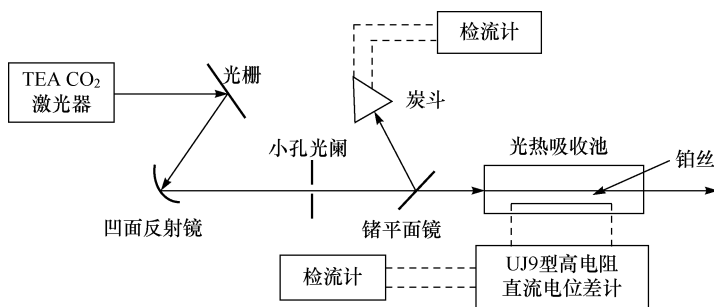 检流计
TEA CO₂
激光器
光栅
炭斗
小孔光阑
光热吸收池
铂丝
凹面反射镜
锗平面镜
检流计
UJ9型高电阻
直流电位差计